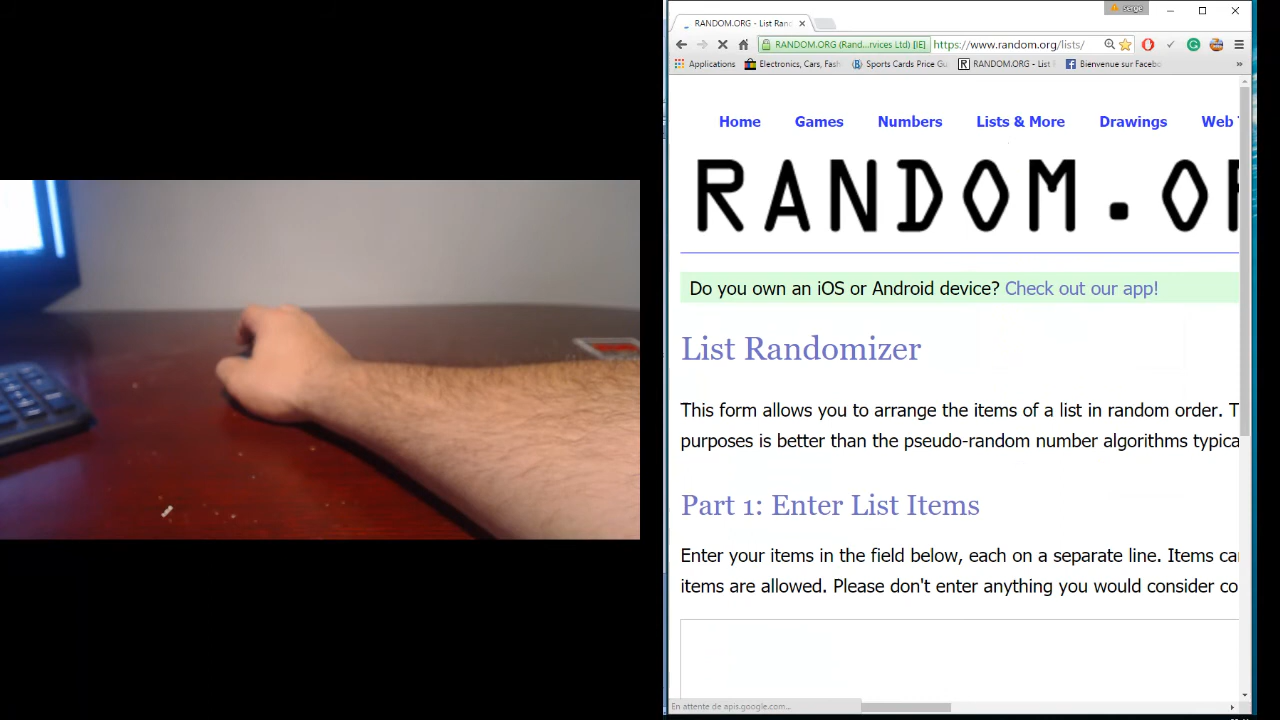 serge
RANDOM.ORG - List Ran
RANDOM.ORG (Rand...rvices Ltd) [IE] https://www.random.org/lists/
Applications Electronics, Cars, Fash Sports Cards Price Gu RANDOM.ORG - List R Bienvenue sur Facebo
Home Games Numbers Lists & More Drawings Web T
RANDOM.OR
Do you own an iOS or Android device? Check out our app!
List Randomizer
This form allows you to arrange the items of a list in random order. T
purposes is better than the pseudo-random number algorithms typica
Part 1: Enter List Items
Enter your items in the field below, each on a separate line. Items ca
items are allowed. Please don't enter anything you would consider co
En attente de apis.google.com...